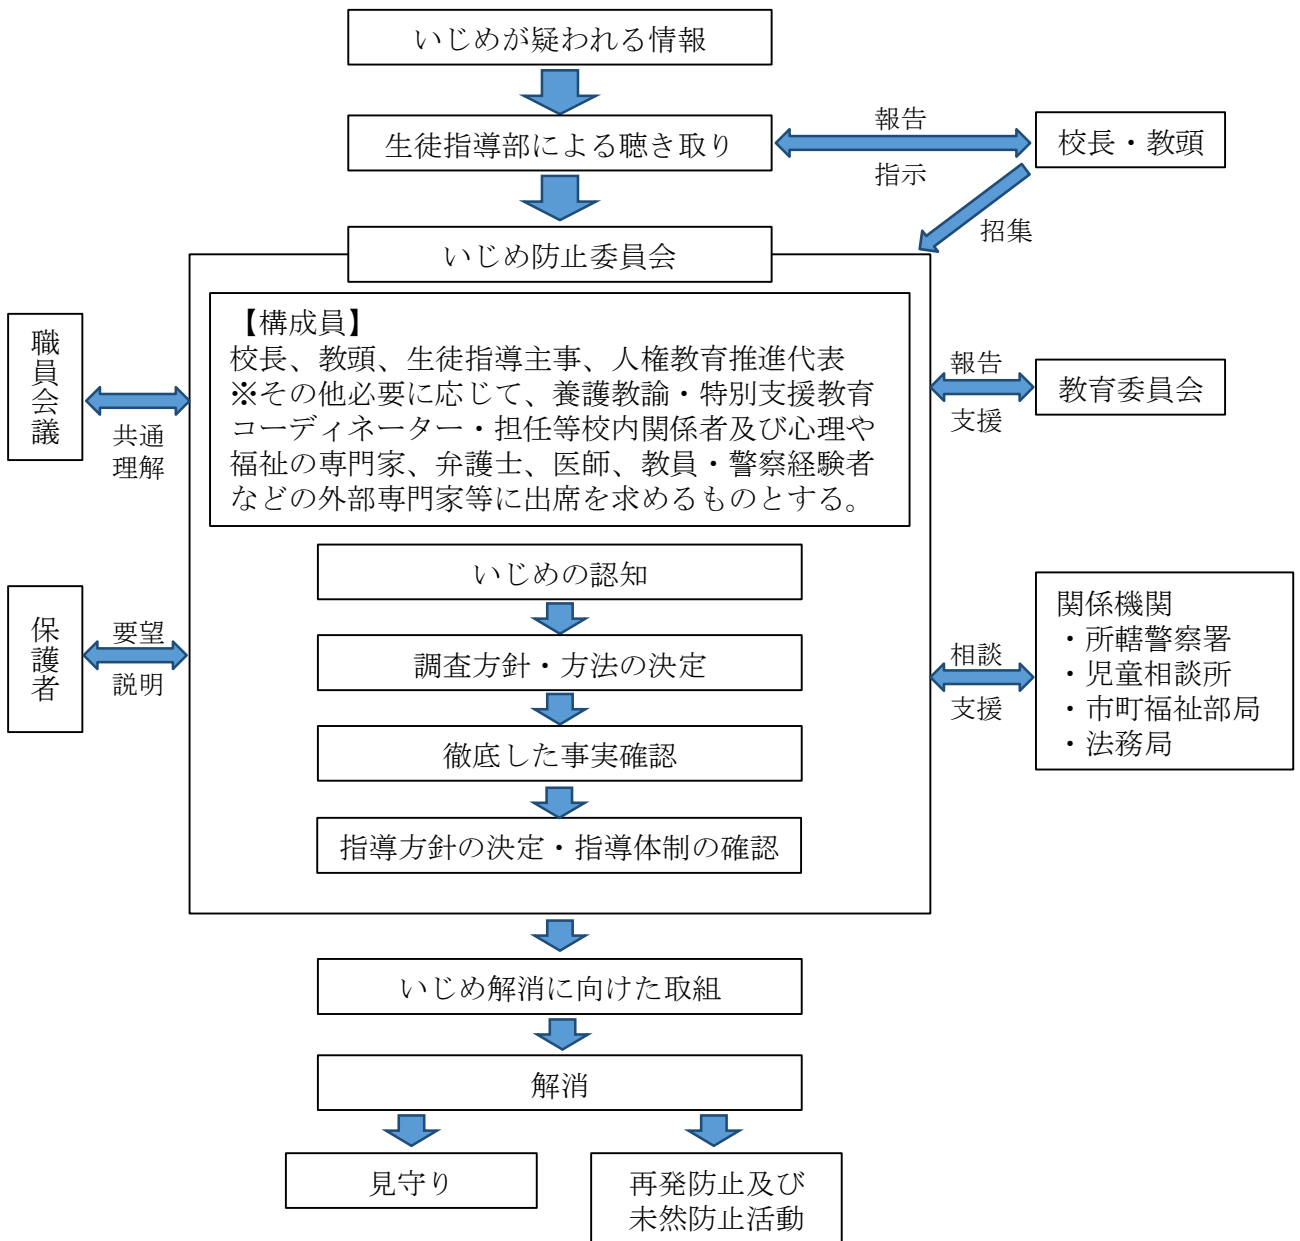 いじめが疑われる情報
生徒指導部による聴き取り
報告
指示
校長・教頭
招集
いじめ防止委員会
【構成員】
校長、教頭、生徒指導主事、人権教育推進代表
※その他必要に応じて、養護教諭・特別支援教育
コーディネーター・担任等校内関係者及び心理や
福祉の専門家、弁護士、医師、教員・警察経験者
などの外部専門家等に出席を求めるものとする。
職員会議
共通
理解
報告
支援
教育委員会
いじめの認知
調査方針・方法の決定
徹底した事実確認
指導方針の決定・指導体制の確認
保護者
要望
説明
相談
支援
関係機関
・所轄警察署
・児童相談所
・市町福祉部局
・法務局
いじめ解消に向けた取組
解消
見守り
再発防止及び
未然防止活動